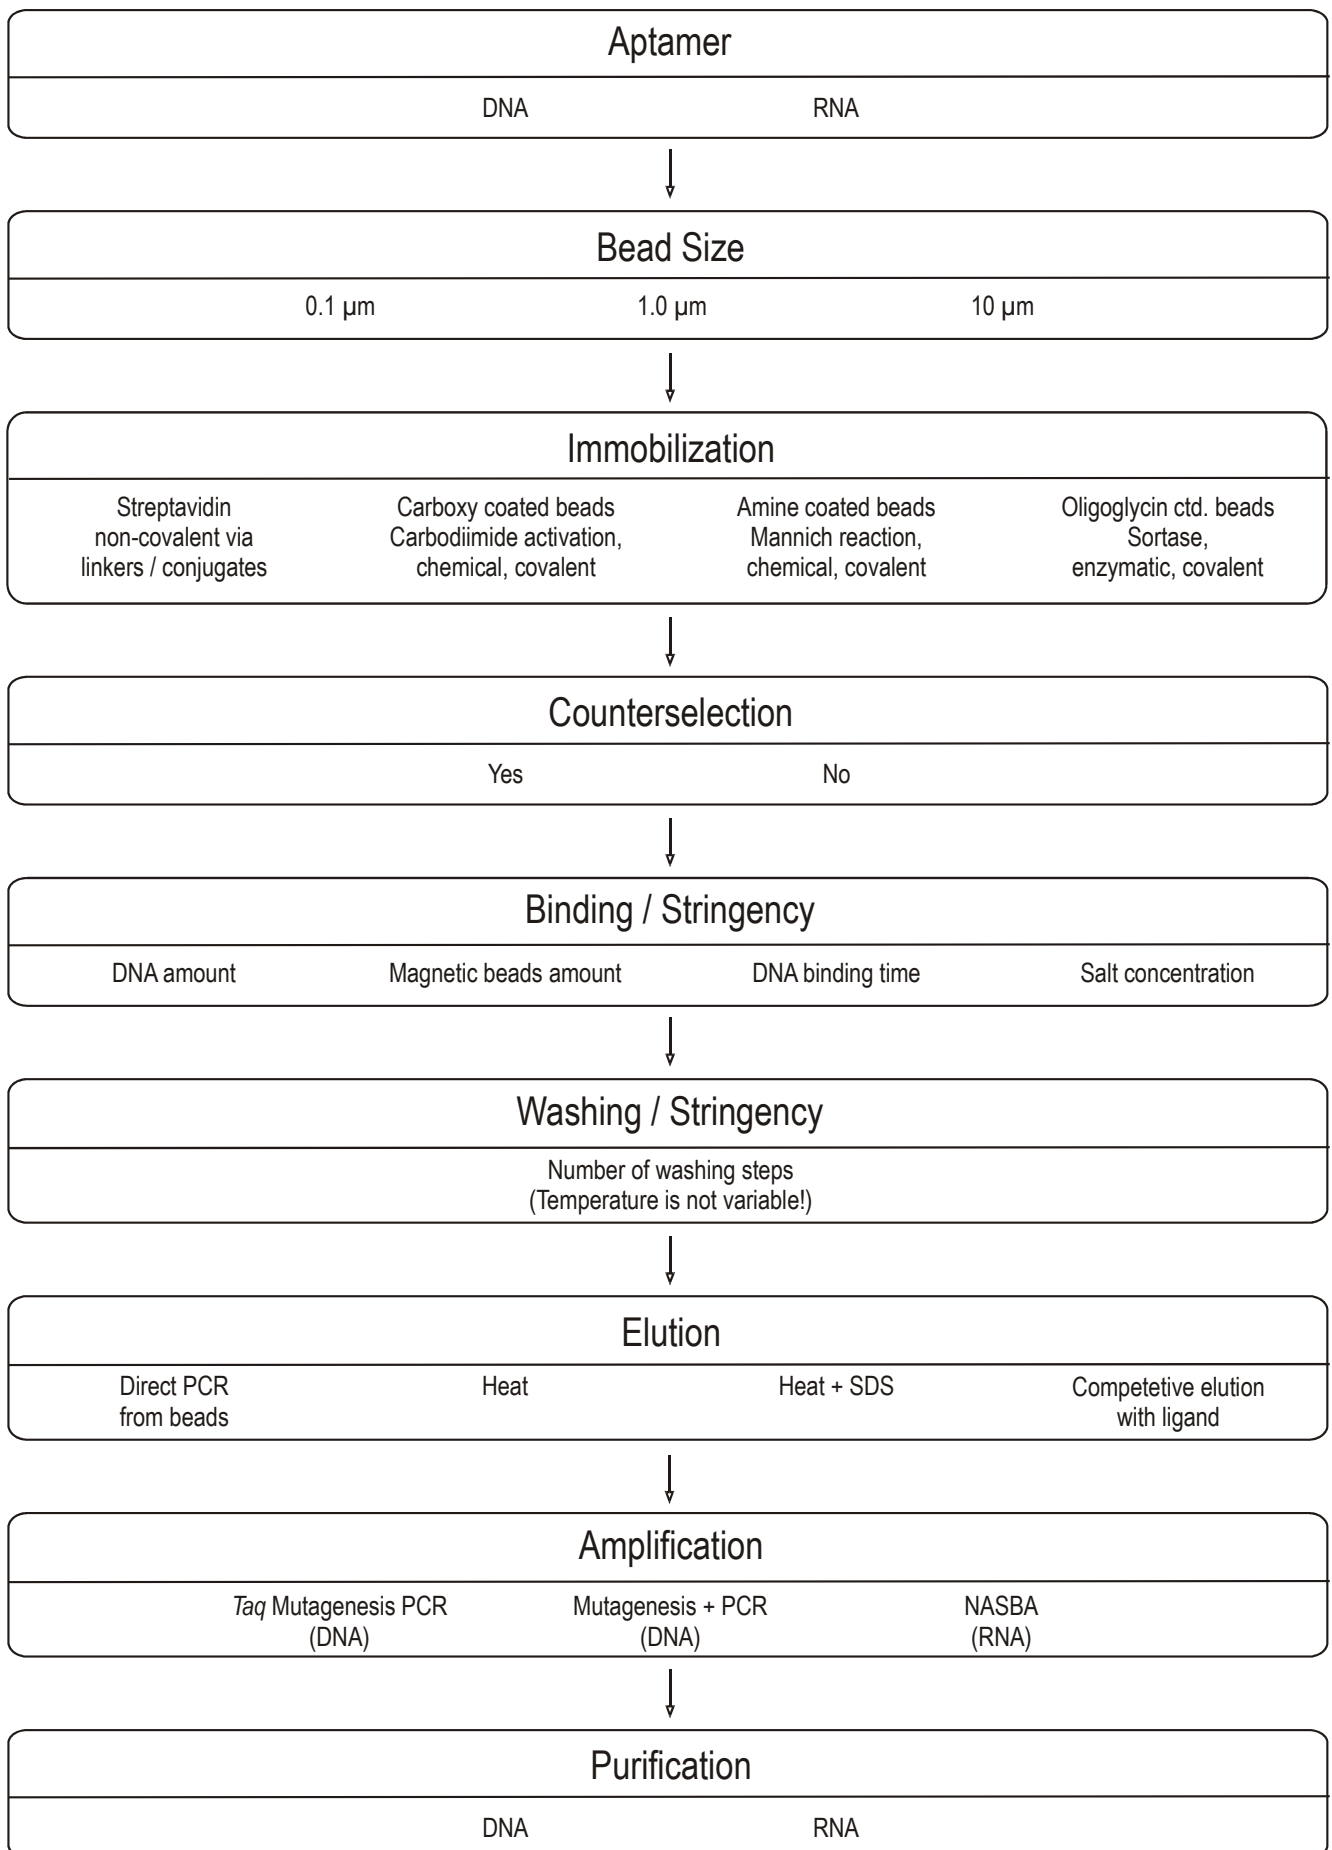 Aptamer
DNA RNA
Bead Size
0.1 µm 1.0 µm 10 µm
Immobilization
Streptavidin Carboxy coated beads Amine coated beads Oligoglycin ctd. beads
non-covalent via Carbodiimide activation, Mannich reaction, Sortase,
linkers / conjugates chemical, covalent chemical, covalent enzymatic, covalent
Counterselection
Yes No
Binding / Stringency
DNA amount Magnetic beads amount DNA binding time Salt concentration
Washing / Stringency
Number of washing steps
(Temperature is not variable!)
Elution
Direct PCR Heat Heat + SDS Competetive elution
from beads with ligand
Amplification
Taq Mutagenesis PCR Mutagenesis + PCR NASBA
(DNA) (DNA) (RNA)
Purification
DNA RNA